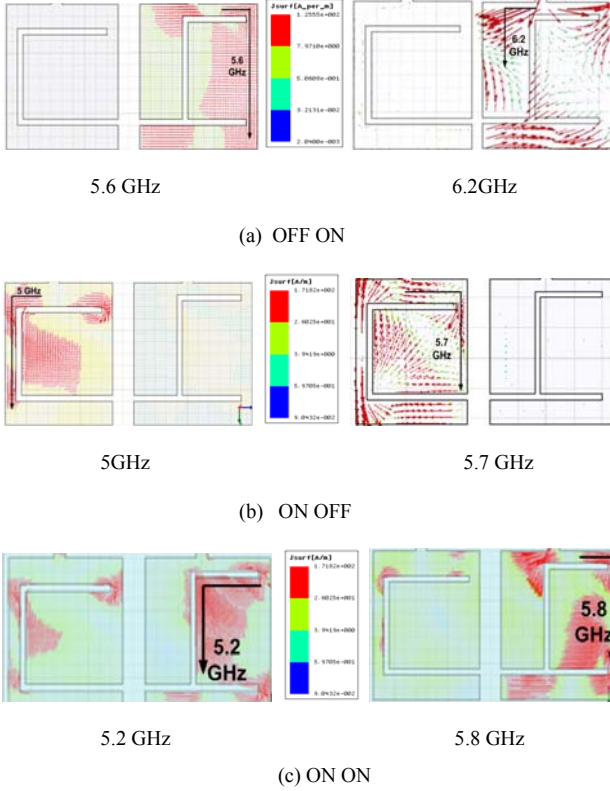 Jsurf[A_per_m]
1.2555e+002
7.9710e+000
5.0609e-001
3.2131e-002
2.0400e-003
5.6
GHz
6.2
GHz
5.6 GHz
6.2GHz
(a) OFF ON
5 GHz
Jsurf[A/m]
1.7182e+002
2.6025e+001
3.9419e+000
5.9705e-001
9.0432e-002
5.7
GHz
5GHz
5.7 GHz
(b) ON OFF
Jsurf[A/m]
1.7182e+002
2.6025e+001
3.9419e+000
5.9705e-001
9.0432e-002
5.2
GHz
5.8
GHz
5.2 GHz
5.8 GHz
(c) ON ON